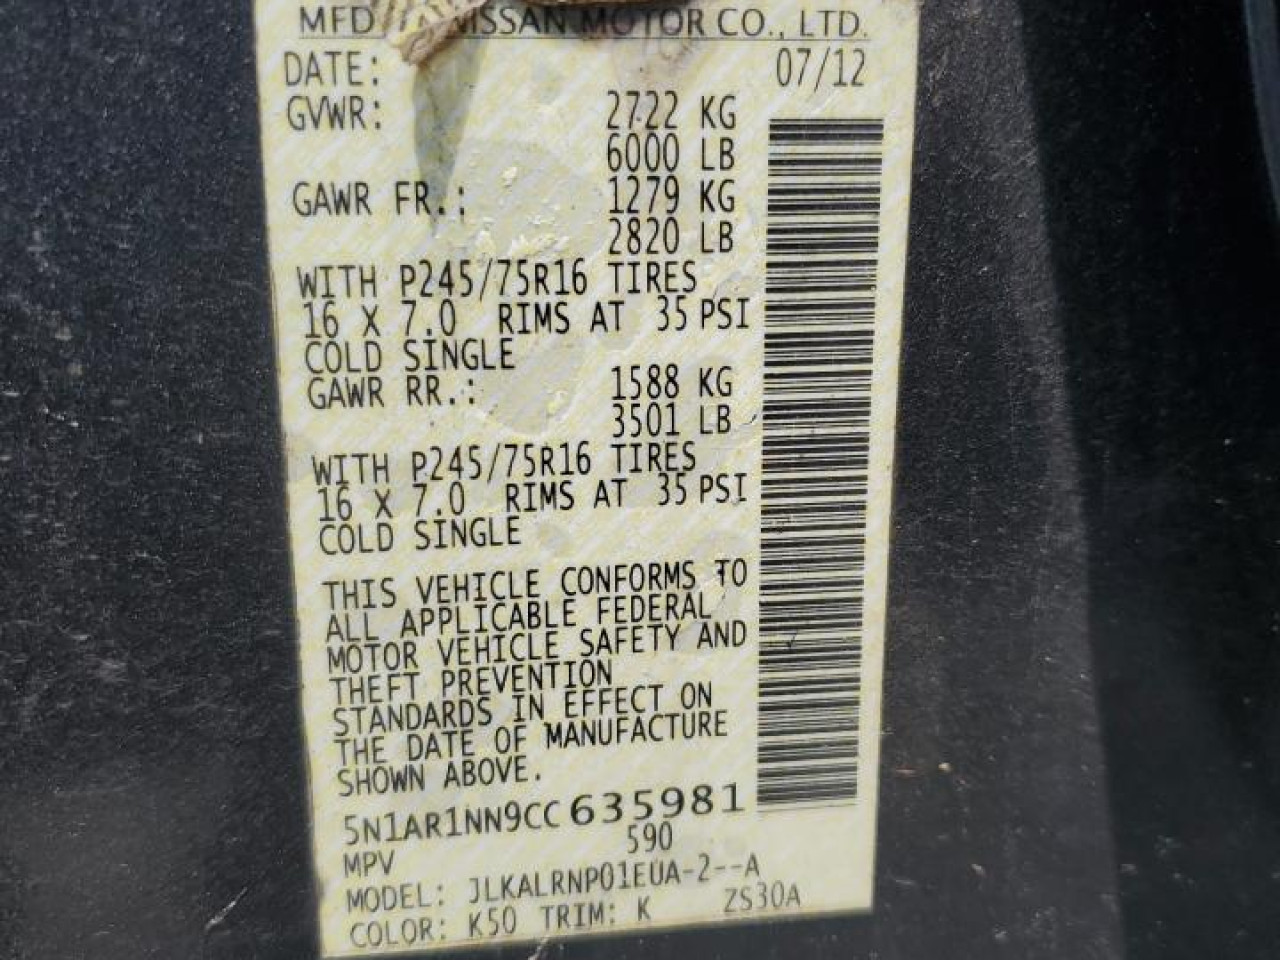 MFD NISSAN MOTOR CO., LTD.
DATE: 07/12
GVWR: 2722 KG
6000 LB
GAWR FR.: 1279 KG
2820 LB
WITH P245/75R16 TIRES
16 X 7.0 RIMS AT 35 PSI
COLD SINGLE
GAWR RR.: 1588 KG
3501 LB
WITH P245/75R16 TIRES
16 X 7.0 RIMS AT 35 PSI
COLD SINGLE
THIS VEHICLE CONFORMS TO
ALL APPLICABLE FEDERAL
MOTOR VEHICLE SAFETY AND
THEFT PREVENTION
STANDARDS IN EFFECT ON
THE DATE OF MANUFACTURE
SHOWN ABOVE.
5N1AR1NN9CC635981
590
MPV
MODEL: JLKALRNP01EUA-2--A
COLOR: K50 TRIM: K ZS30A